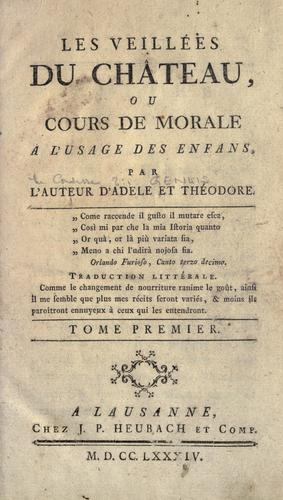 LES VEILLÉES
DU CHÂTEAU,
OU
COURS DE MORALE
À L'USAGE DES ENFANS,
PAR
L'AUTEUR D'ADELE ET THÉODORE.
„ Come raccende il gusto il mutare esca,
„ Così mi par che la mia Istoria quanto
„ Or quà, or là più variata sia,
„ Meno a chi l'udirà nojosa sia.
Orlando Furioso, Canto terzo decimo.
TRADUCTION LITTÉRALE.
Comme le changement de nourriture ranime le goût, ainsi
il me semble que plus mes récits seront variés, & moins ils
paroîtront ennuyeux à ceux qui les entendront.
TOME PREMIER.
A LAUSANNE,
CHEZ J. P. HEUBACH ET COMP.
M. D. CC. LXXXIV.